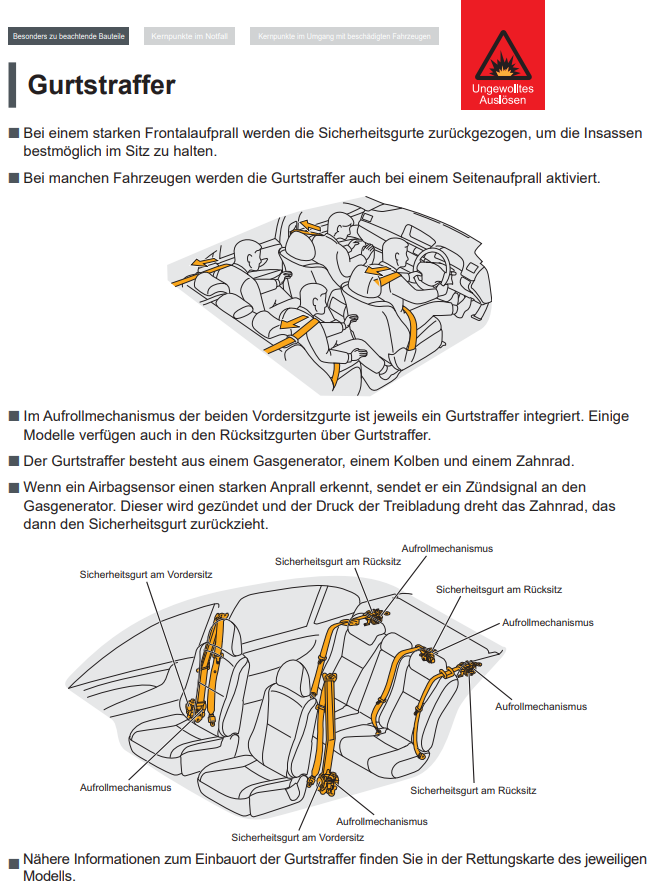 Besonders zu beachtende Bauteile
Kernpunkte im Notfall
Kernpunkte im Umgang mit beschädigten Fahrzeugen
Ungewolltes
Auslösen
Gurtstraffer
Bei einem starken Frontalaufprall werden die Sicherheitsgurte zurückgezogen, um die Insassen
bestmöglich im Sitz zu halten.
Bei manchen Fahrzeugen werden die Gurtstraffer auch bei einem Seitenaufprall aktiviert.
Im Aufrollmechanismus der beiden Vordersitzgurte ist jeweils ein Gurtstraffer integriert. Einige
Modelle verfügen auch in den Rücksitzgurten über Gurtstraffer.
Der Gurtstraffer besteht aus einem Gasgenerator, einem Kolben und einem Zahnrad.
Wenn ein Airbagsensor einen starken Anprall erkennt, sendet er ein Zündsignal an den
Gasgenerator. Dieser wird gezündet und der Druck der Treibladung dreht das Zahnrad, das
dann den Sicherheitsgurt zurückzieht.
Aufrollmechanismus
Sicherheitsgurt am Rücksitz
Sicherheitsgurt am Vordersitz
Sicherheitsgurt am Rücksitz
Aufrollmechanismus
Aufrollmechanismus
Aufrollmechanismus
Sicherheitsgurt am Rücksitz
Aufrollmechanismus
Sicherheitsgurt am Vordersitz
Nähere Informationen zum Einbauort der Gurtstraffer finden Sie in der Rettungskarte des jeweiligen
Modells.